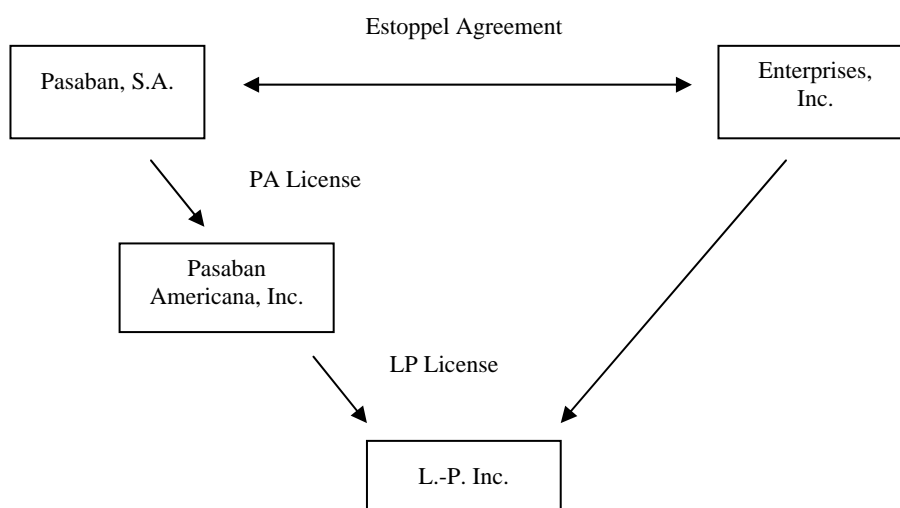 Estoppel Agreement
Pasaban, S.A.
Enterprises,
Inc.
PA License
Pasaban
Americana, Inc.
LP License
L.-P. Inc.